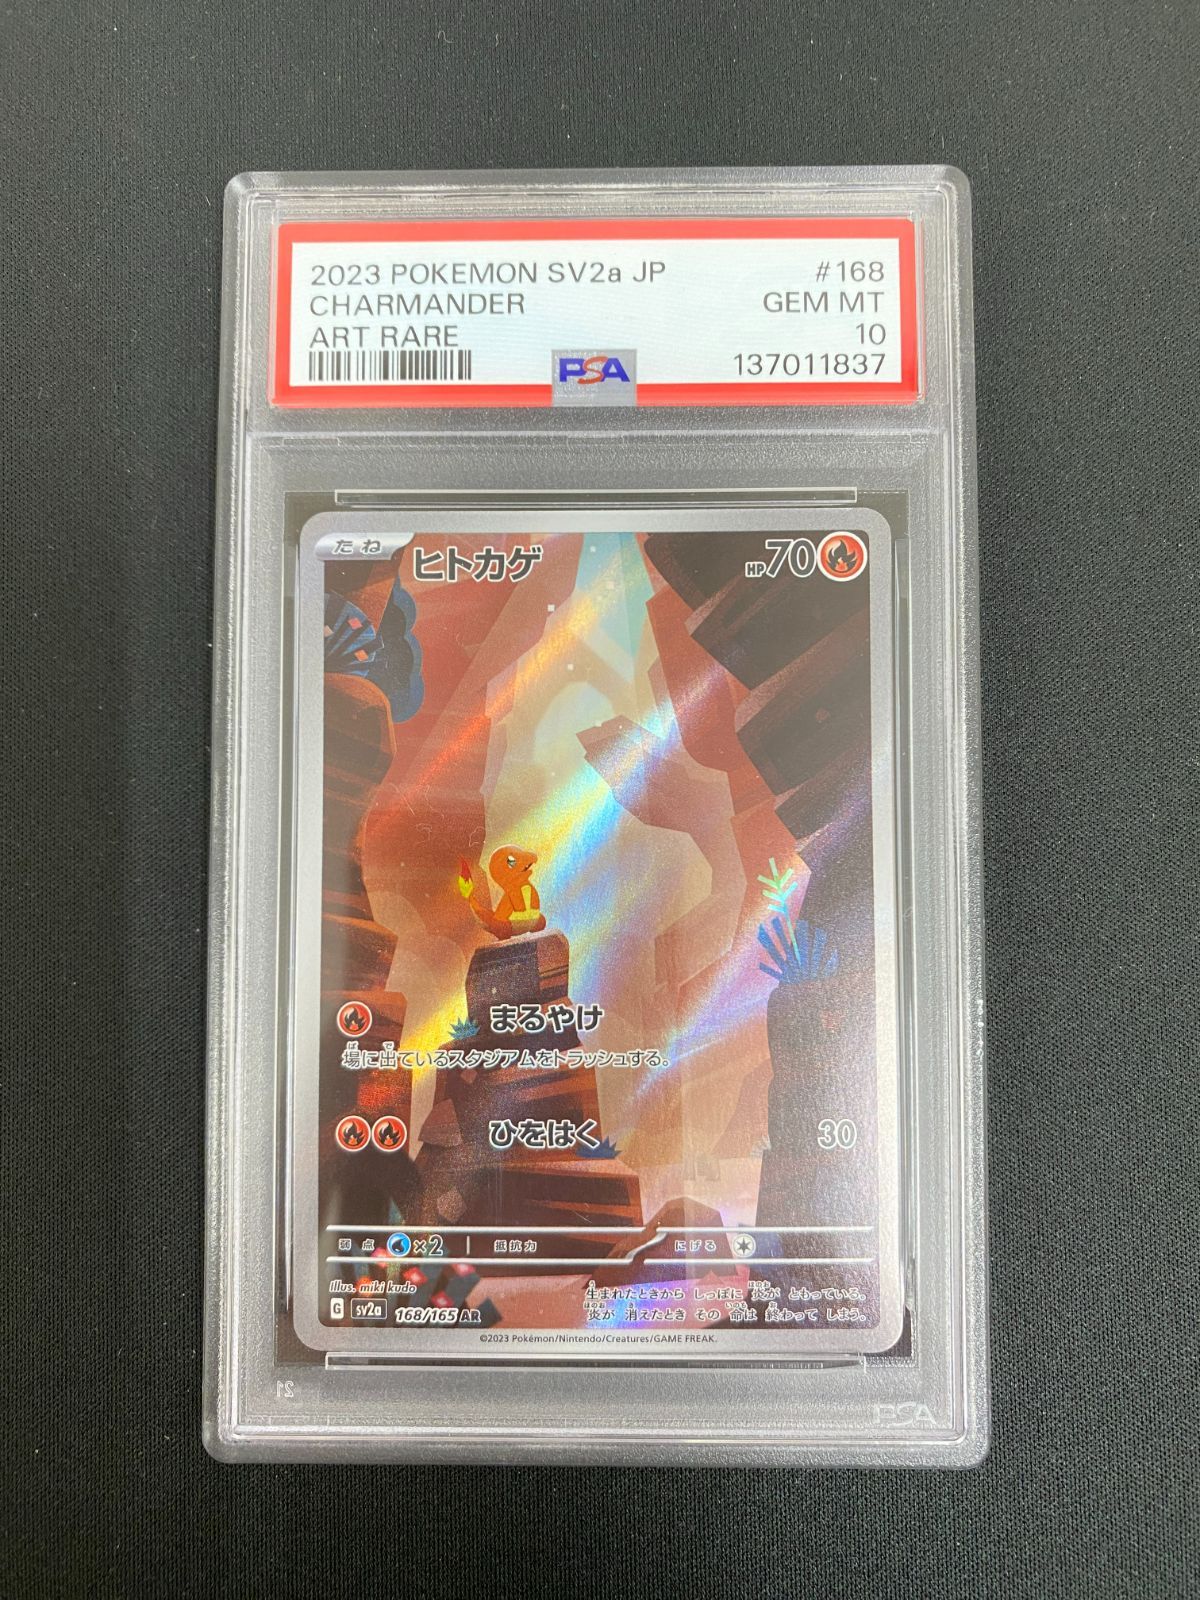 2023 POKEMON SV2a JP #168
CHARMANDER GEM MT
ART RARE 10
PSA 137011837
たね ヒトカゲ HP70
まるやけ
場に出ているスタジアムをトラッシュする。
ひをはく 30
弱点 ×2 抵抗力 にげる
Illus. miki kudo
生まれたときから しっぽに 炎が ともっている。
炎が 消えたとき その 命は 終わって しまう。
G sv2a 168/165 AR
©2023 Pokémon/Nintendo/Creatures/GAME FREAK.
21
PSA